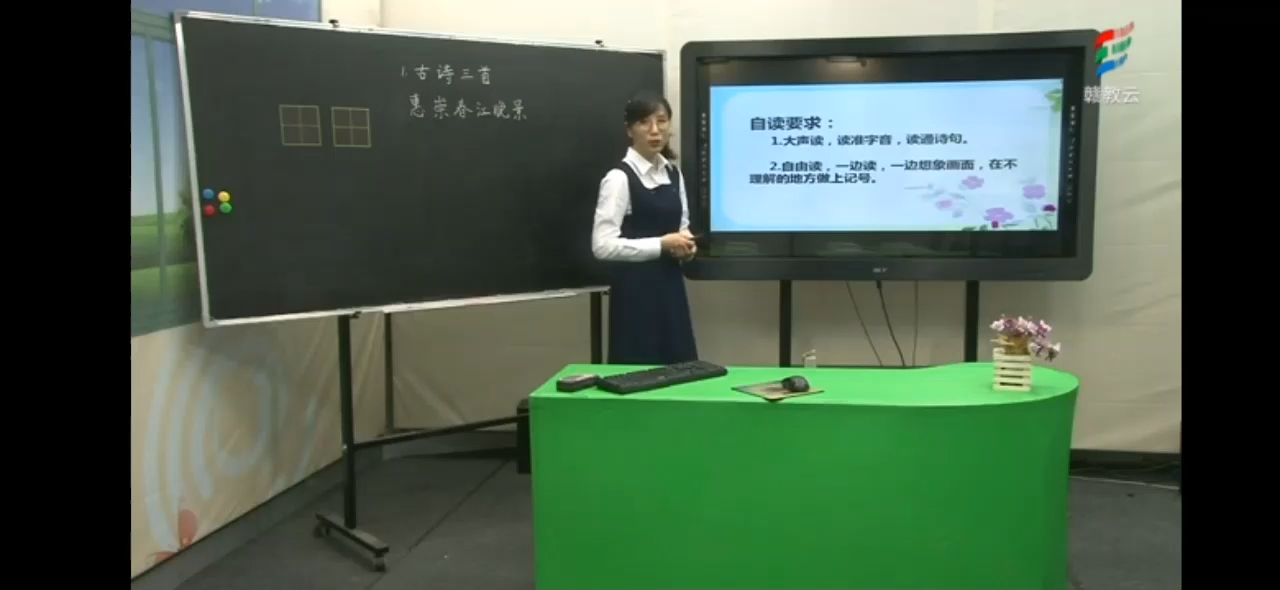 1.古诗三首
惠崇春江晚景
自读要求：
1.大声读，读准字音，读通诗句。
2.自由读，一边读，一边想象画面，在不
理解的地方做上记号。
赣教云